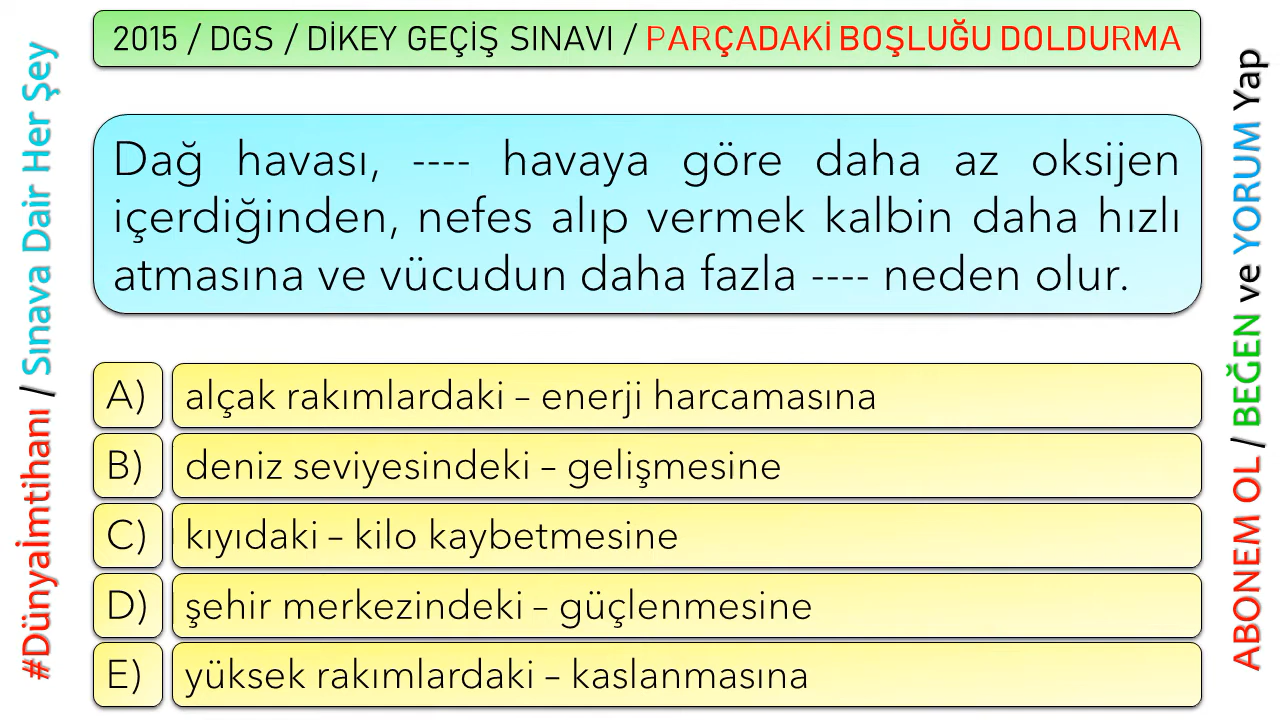 2015 / DGS / DİKEY GEÇİŞ SINAVI / PARÇADAKİ BOŞLUĞU DOLDURMA
#Dünyaİmtihanı / Sınava Dair Her Şey
Dağ havası, ---- havaya göre daha az oksijen
içerdiğinden, nefes alıp vermek kalbin daha hızlı
atmasına ve vücudun daha fazla ---- neden olur.
A) alçak rakımlardaki – enerji harcamasına
B) deniz seviyesindeki – gelişmesine
C) kıyıdaki – kilo kaybetmesine
D) şehir merkezindeki – güçlenmesine
E) yüksek rakımlardaki – kaslanmasına
ABONEM OL / BEĞEN ve YORUM Yap